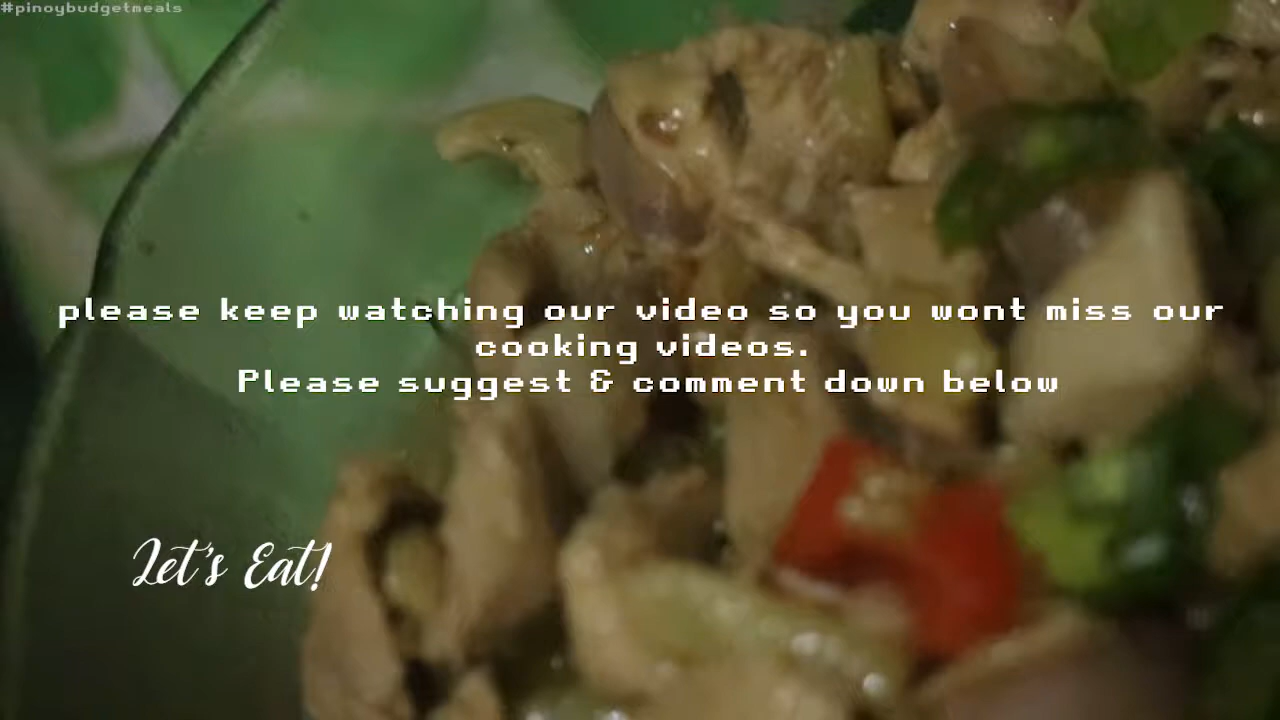 #pinoybudgetmeals
please keep watching our video so you wont miss our
cooking videos.
Please suggest & comment down below
Let's Eat!